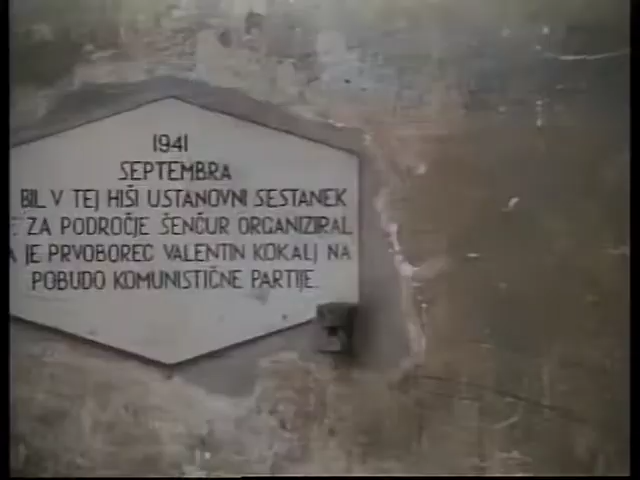 1941
SEPTEMBRA
BIL V TEJ HIŠI USTANOVNI SESTANEK
ZA PODROČJE ŠENČUR ORGANIZIRAL
JE PRVOBOREC VALENTIN KOKALJ NA
POBUDO KOMUNISTIČNE PARTIJE